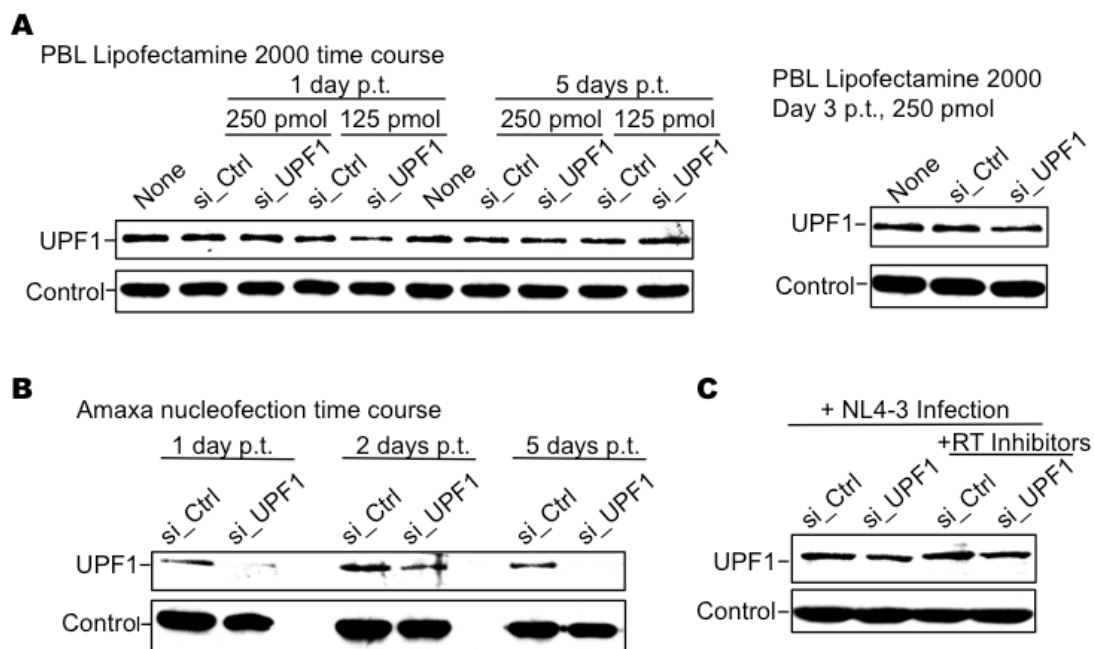 A
PBL Lipofectamine 2000 time course
1 day p.t. 5 days p.t.
250 pmol 125 pmol 250 pmol 125 pmol
None si_Ctrl si_UPF1 si_Ctrl si_UPF1 None si_Ctrl si_UPF1 si_Ctrl si_UPF1
UPF1
Control
PBL Lipofectamine 2000
Day 3 p.t., 250 pmol
None si_Ctrl si_UPF1
UPF1
Control
B
Amaxa nucleofection time course
1 day p.t. 2 days p.t. 5 days p.t.
si_Ctrl si_UPF1 si_Ctrl si_UPF1 si_Ctrl si_UPF1
UPF1
Control
C
+ NL4-3 Infection
+RT Inhibitors
si_Ctrl si_UPF1 si_Ctrl si_UPF1
UPF1
Control